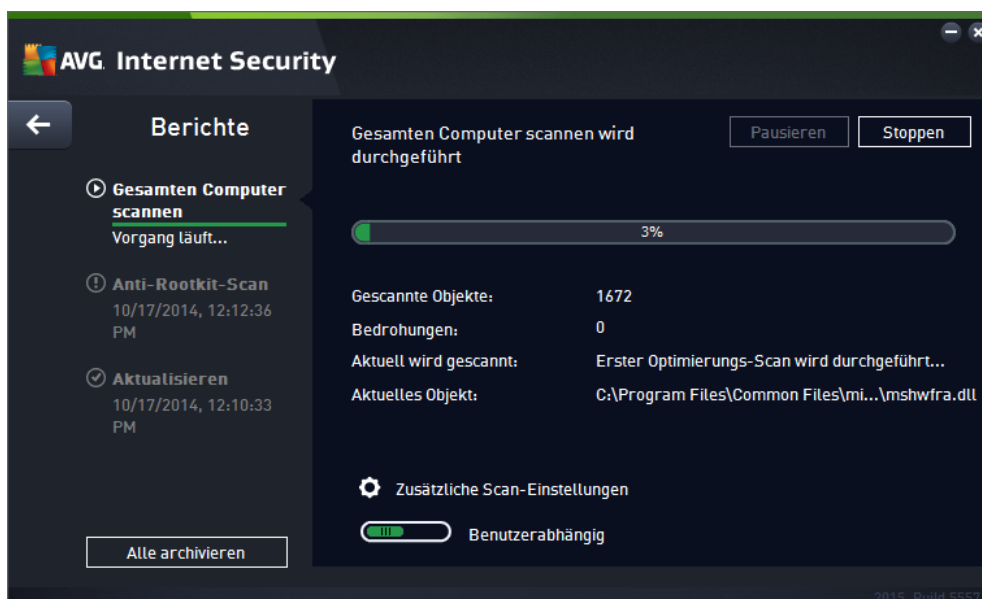 AVG. Internet Security
Berichte
Gesamten Computer
scannen
Vorgang läuft...
Anti-Rootkit-Scan
10/17/2014, 12:12:36
PM
Aktualisieren
10/17/2014, 12:10:33
PM
Alle archivieren
Gesamten Computer scannen wird
durchgeführt
Pausieren
Stoppen
3%
Gescannte Objekte: 1672
Bedrohungen: 0
Aktuell wird gescannt: Erster Optimierungs-Scan wird durchgeführt...
Aktuelles Objekt: C:\Program Files\Common Files\mi...\mshwfra.dll
Zusätzliche Scan-Einstellungen
Benutzerabhängig
2015. Build 5557